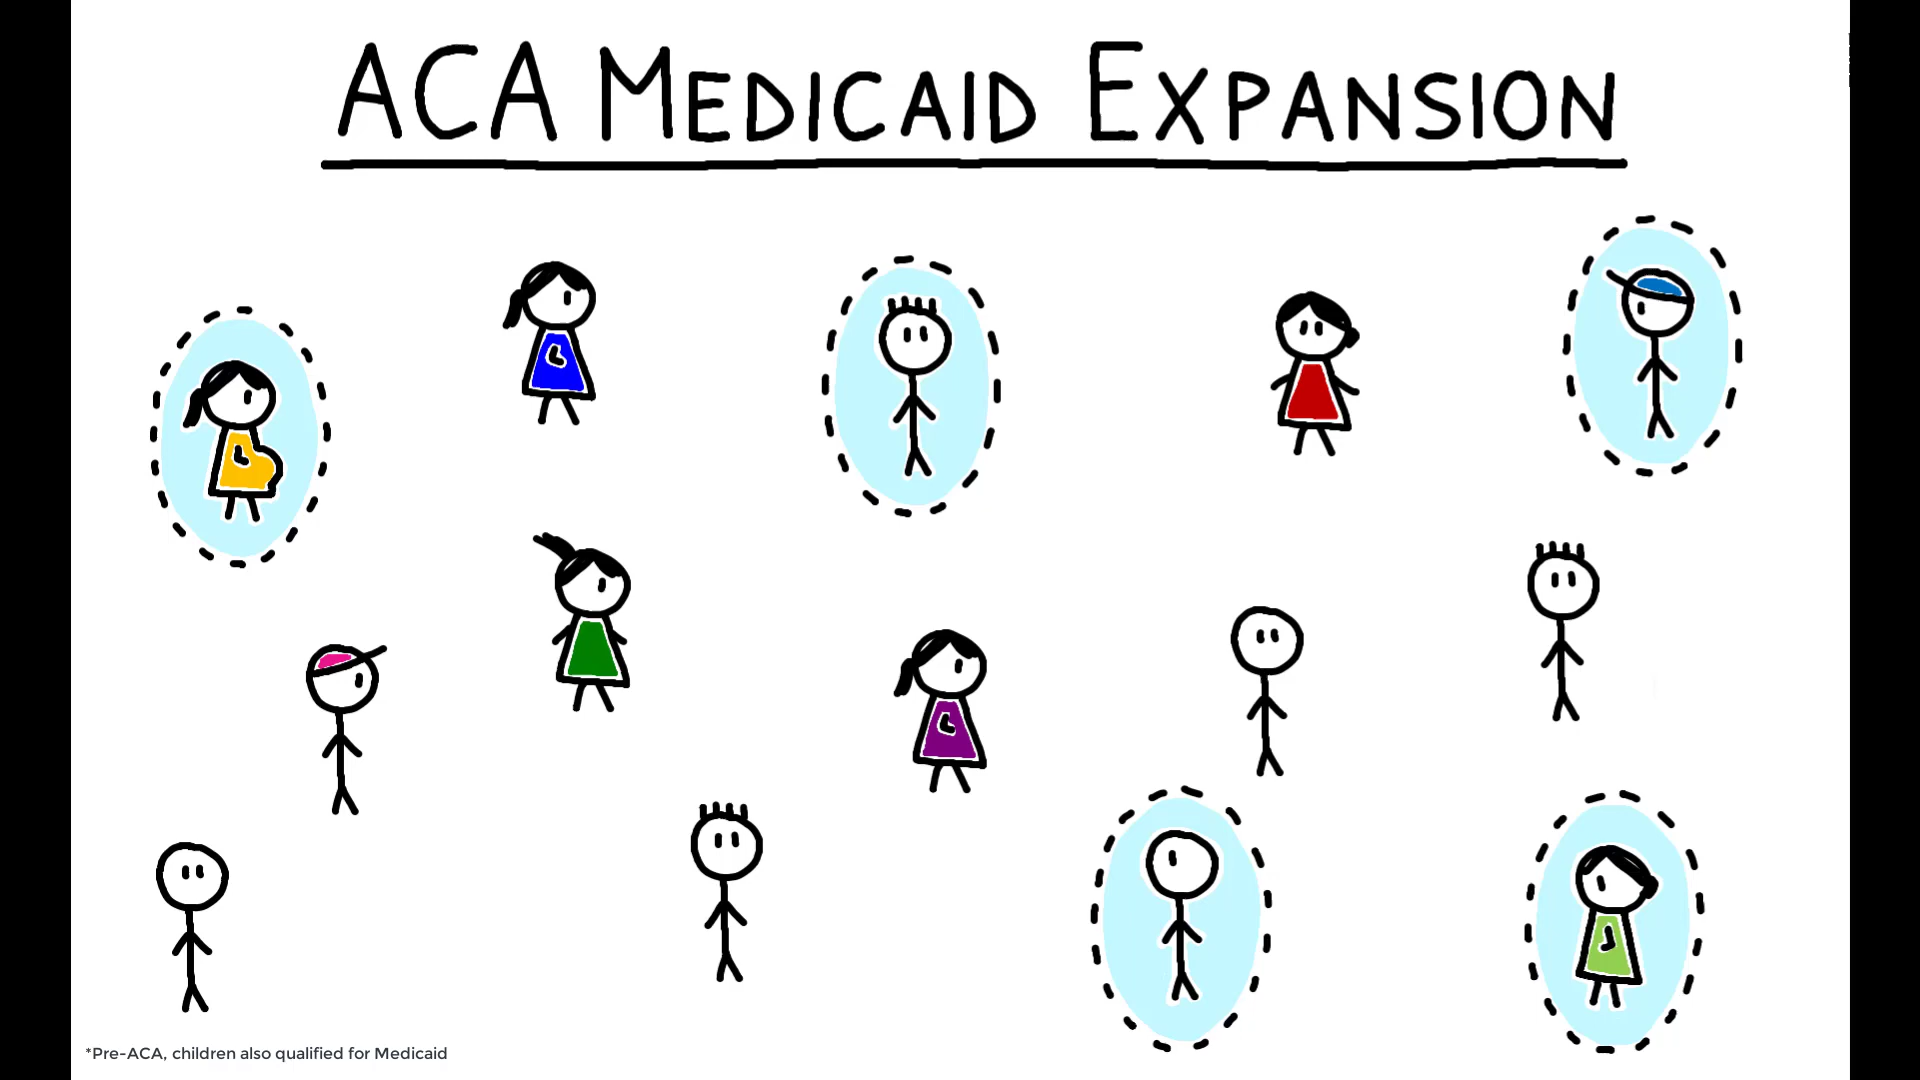 ACA MEDICAID EXPANSION
*Pre-ACA, children also qualified for Medicaid